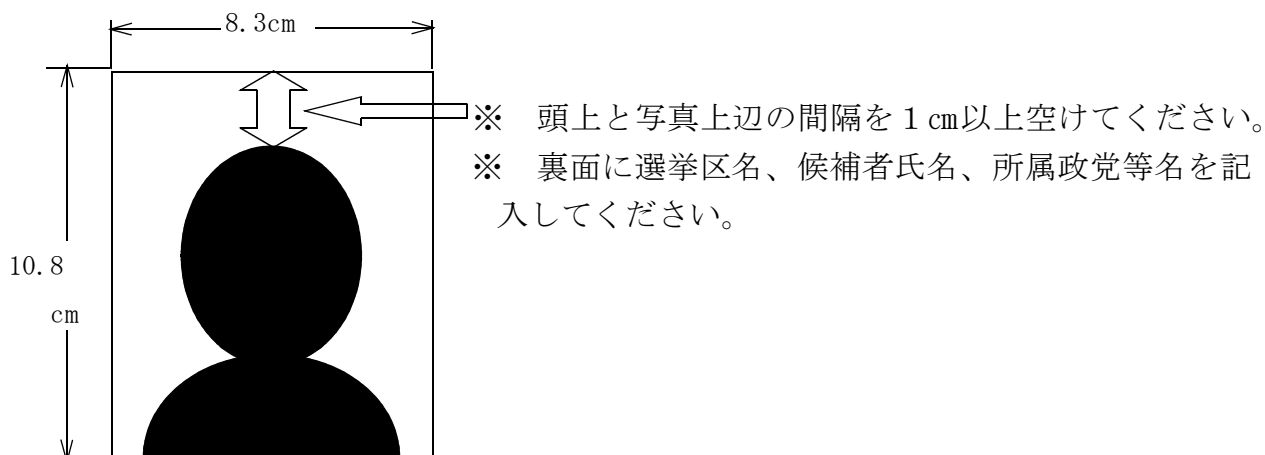 8.3cm
※　頭上と写真上辺の間隔を１㎝以上空けてください。
※　裏面に選挙区名、候補者氏名、所属政党等名を記
入してください。
10.8
cm